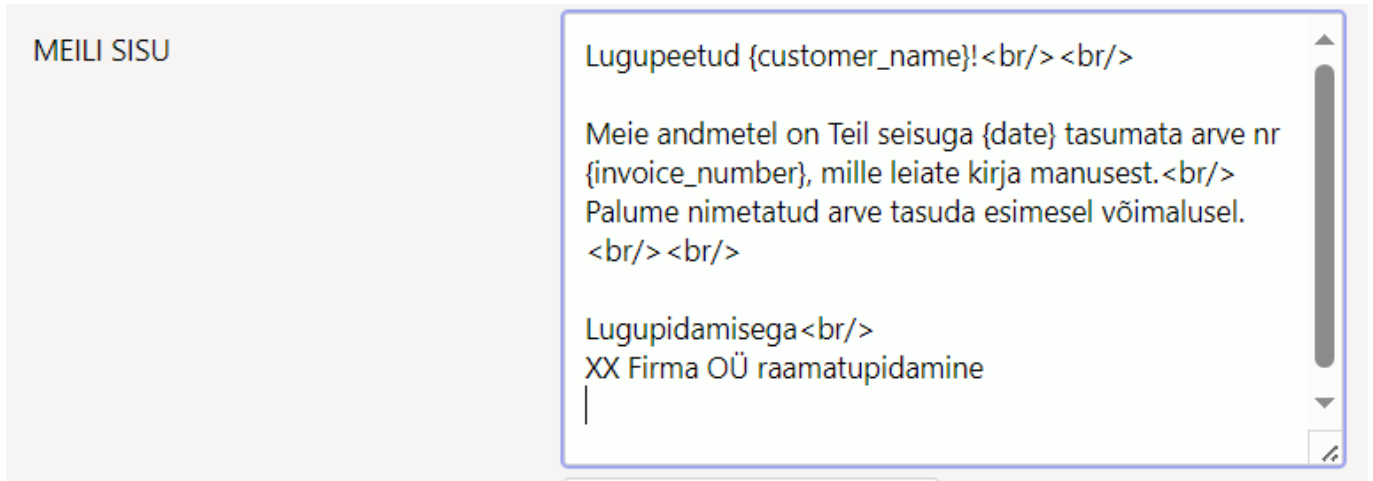 MEILI SISU
Lugupeetud {customer_name}!<br/><br/>
Meie andmetel on Teil seisuga {date} tasumata arve nr
{invoice_number}, mille leiate kirja manusest.<br/>
Palume nimetatud arve tasuda esimesel võimalusel.
<br/><br/>
Lugupidamisega<br/>
XX Firma OÜ raamatupidamine